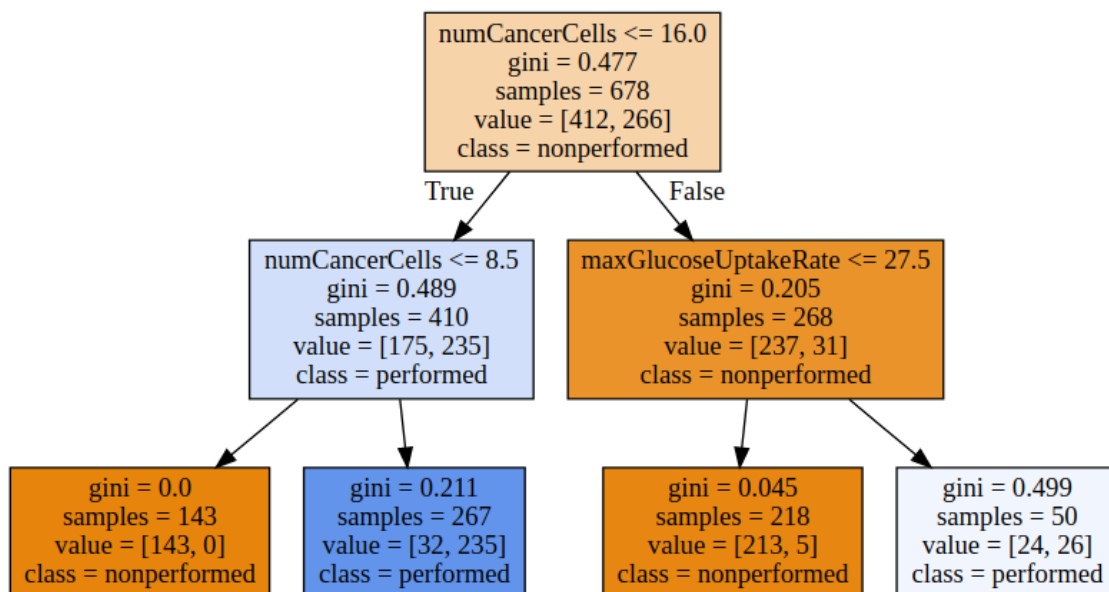 numCancerCells <= 16.0
gini = 0.477
samples = 678
value = [412, 266]
class = nonperformed
True
False
numCancerCells <= 8.5
gini = 0.489
samples = 410
value = [175, 235]
class = performed
maxGlucoseUptakeRate <= 27.5
gini = 0.205
samples = 268
value = [237, 31]
class = nonperformed
gini = 0.0
samples = 143
value = [143, 0]
class = nonperformed
gini = 0.211
samples = 267
value = [32, 235]
class = performed
gini = 0.045
samples = 218
value = [213, 5]
class = nonperformed
gini = 0.499
samples = 50
value = [24, 26]
class = performed